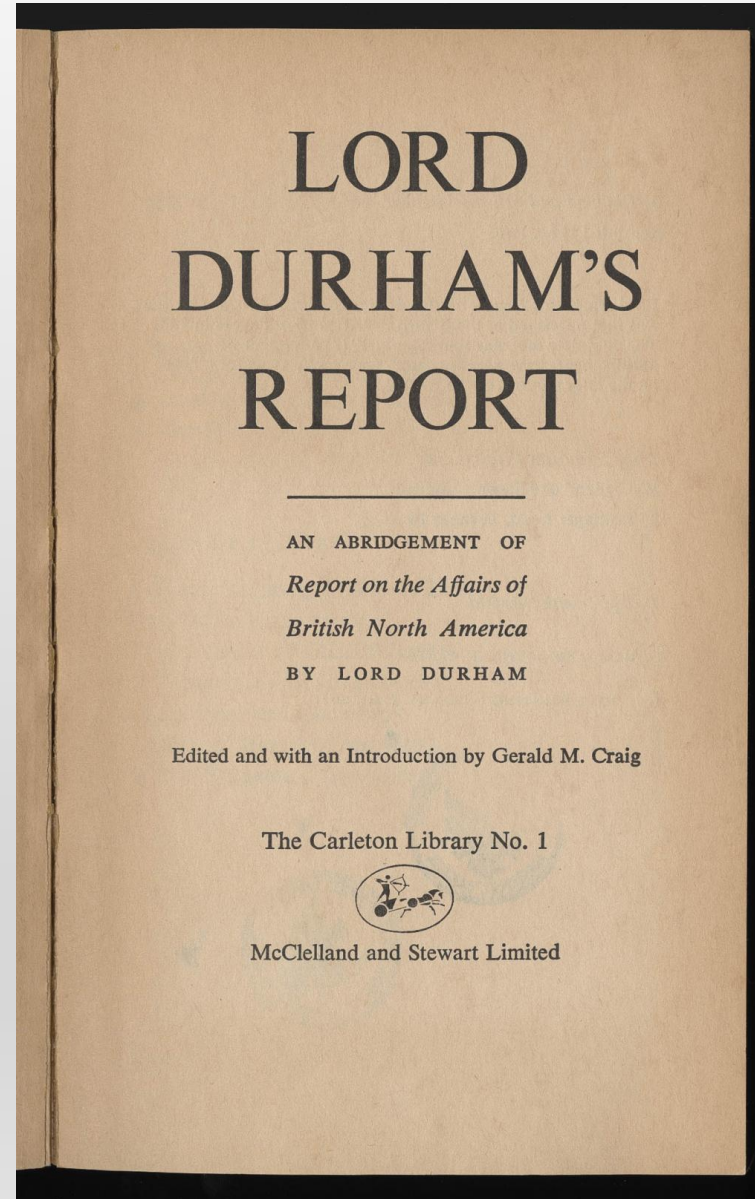 LORD
DURHAM’S
REPORT
AN ABRIDGEMENT OF
Report on the Affairs of
British North America
BY LORD DURHAM
Edited and with an Introduction by Gerald M. Craig
The Carleton Library No. 1
McClelland and Stewart Limited